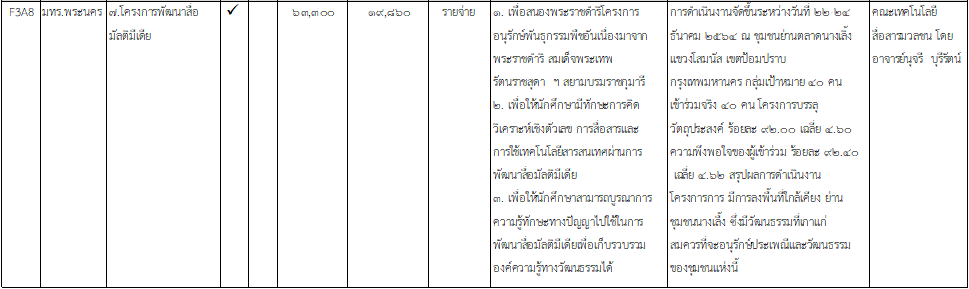 F3A8
มทร.พระนคร
๗.โครงการพัฒนาสื่อ
มัลติมีเดีย
✓
๖๓,๓๐๐
๑๙,๘๖๐
รายจ่าย
๑. เพื่อสนองพระราชดำริโครงการ
อนุรักษ์พันธุกรรมพืชอันเนื่องมาจาก
พระราชดำริ สมเด็จพระเทพ
รัตนราชสุดา ฯ สยามบรมราชกุมารี
๒. เพื่อให้นักศึกษามีทักษะการคิด
วิเคราะห์เชิงตัวเลข การสื่อสารและ
การใช้เทคโนโลยีสารสนเทศผ่านการ
พัฒนาสื่อมัลติมีเดีย
๓. เพื่อให้นักศึกษาสามารถบูรณาการ
ความรู้ทักษะทางปัญญาไปใช้ในการ
พัฒนาสื่อมัลติมีเดียเพื่อเก็บรวบรวม
องค์ความรู้ทางวัฒนธรรมได้
การดำเนินงานจัดขึ้นระหว่างวันที่ ๒๒-๒๔
ธันวาคม ๒๕๖๔ ณ ชุมชนย่านตลาดนางเลิ้ง
แขวงโสมนัส เขตป้อมปราบ
กรุงเทพมหานคร กลุ่มเป้าหมาย ๔๐ คน
เข้าร่วมจริง ๔๐ คน โครงการบรรลุ
วัตถุประสงค์ ร้อยละ ๙๒.๐๐ เฉลี่ย ๔.๖๐
ความพึงพอใจของผู้เข้าร่วม ร้อยละ ๙๒.๔๐
เฉลี่ย ๔.๖๒ สรุปผลการดำเนินงาน
โครงการการ มีการลงพื้นที่ใกล้เคียง ย่าน
ชุมชนนางเลิ้ง ซึ่งมีวัฒนธรรมที่เก่าแก่
สมควรที่จะอนุรักษ์ประเพณีและวัฒนธรรม
ของชุมชนแห่งนี้
คณะเทคโนโลยี
สื่อสารมวลชน โดย
อาจารย์นุจรี บุรีรัตน์